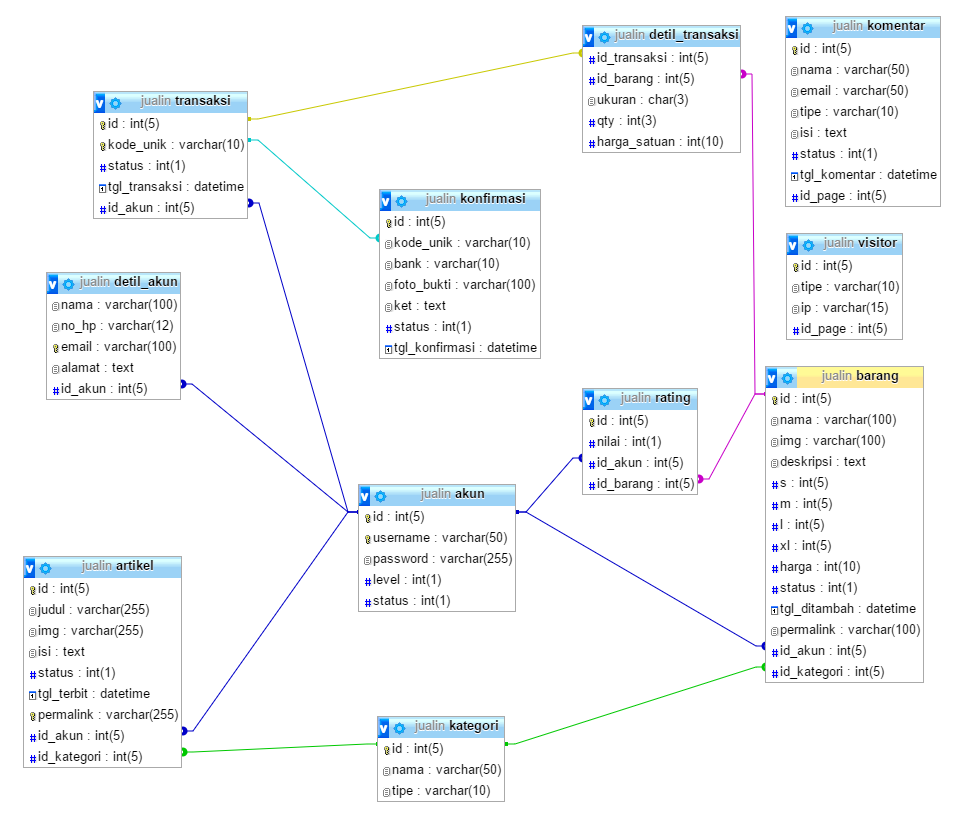 jualin transaksi
id : int(5)
kode_unik : varchar(10)
status : int(1)
tgl_transaksi : datetime
id_akun : int(5)
jualin detil_transaksi
id_transaksi : int(5)
id_barang : int(5)
ukuran : char(3)
qty : int(3)
harga_satuan : int(10)
jualin komentar
id : int(5)
nama : varchar(50)
email : varchar(50)
tipe : varchar(10)
isi : text
status : int(1)
tgl_komentar : datetime
id_page : int(5)
jualin konfirmasi
id : int(5)
kode_unik : varchar(10)
bank : varchar(10)
foto_bukti : varchar(100)
ket : text
status : int(1)
tgl_konfirmasi : datetime
jualin visitor
id : int(5)
tipe : varchar(10)
ip : varchar(15)
id_page : int(5)
jualin detil_akun
nama : varchar(100)
no_hp : varchar(12)
email : varchar(100)
alamat : text
id_akun : int(5)
jualin rating
id : int(5)
nilai : int(1)
id_akun : int(5)
id_barang : int(5)
jualin barang
id : int(5)
nama : varchar(100)
img : varchar(100)
deskripsi : text
s : int(5)
m : int(5)
l : int(5)
xl : int(5)
harga : int(10)
status : int(1)
tgl_ditambah : datetime
permalink : varchar(100)
id_akun : int(5)
id_kategori : int(5)
jualin akun
id : int(5)
username : varchar(50)
password : varchar(255)
level : int(1)
status : int(1)
jualin artikel
id : int(5)
judul : varchar(255)
img : varchar(255)
isi : text
status : int(1)
tgl_terbit : datetime
permalink : varchar(255)
id_akun : int(5)
id_kategori : int(5)
jualin kategori
id : int(5)
nama : varchar(50)
tipe : varchar(10)